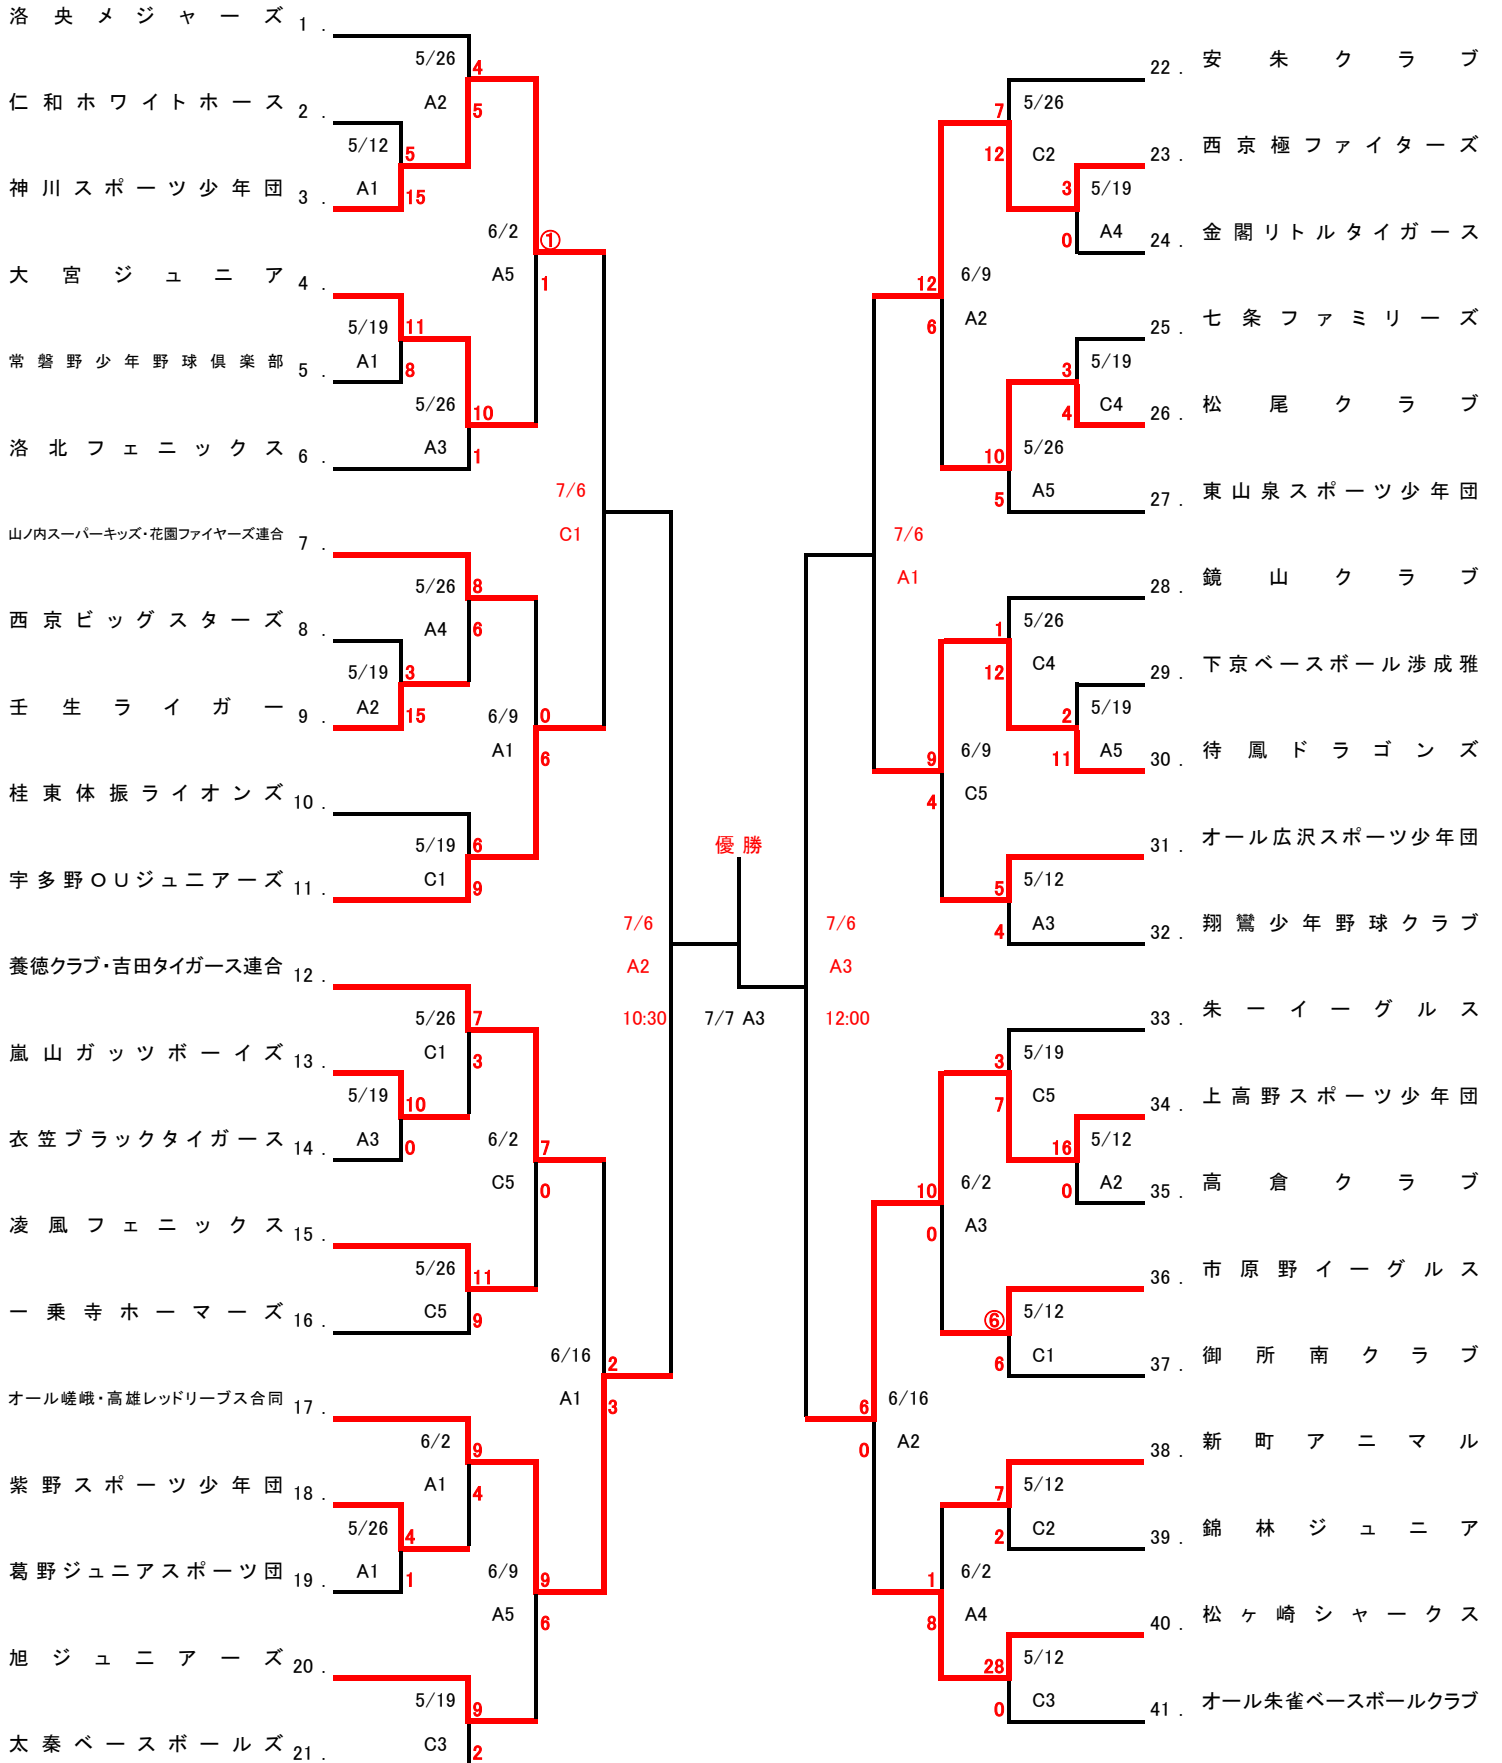 洛央メジャーズ 1 .
5/26 4
仁和ホワイトホース 2 . A2 5
5/12 5
神川スポーツ少年団 3 . A1 15
6/2 ①
大宮ジュニア 4 . A5 1
5/19 11
常磐野少年野球倶楽部 5 . A1 8
5/26 10
洛北フェニックス 6 . A3 1
7/6
山ノ内スーパーキッズ・花園ファイヤーズ連合 7 . C1
5/26 8
西京ビッグスターズ 8 . A4 6
5/19 3
壬生ライガー 9 . A2 15
6/9 0
A1 6
桂東体振ライオンズ 10 .
5/19 6
宇多野OUジュニアーズ 11 . C1 9
7/6
養徳クラブ・吉田タイガース連合 12 . A2
5/26 7 10:30
嵐山ガッツボーイズ 13 . C1 3
5/19 10
衣笠ブラックタイガース 14 . A3 0
6/2 7
C5 0
凌風フェニックス 15 .
5/26 11
一乗寺ホーマーズ 16 . C5 9
6/16 2
オール嵯峨・高雄レッドリーブス合同 17 . A1 3
6/2 9
紫野スポーツ少年団 18 . A1 4
5/26 4
葛野ジュニアスポーツ団 19 . A1 1
6/9 9
A5 6
旭ジュニアーズ 20 .
5/19 9
太秦ベースボールズ 21 . C3 2
優勝
7/7 A3
22 . 安朱クラブ
7 5/26
12 C2
23 . 西京極ファイターズ
3 5/19
0 A4
24 . 金閣リトルタイガース
12 6/9
6 A2
25 . 七条ファミリーズ
3 5/19
4 C4
26 . 松尾クラブ
10 5/26
5 A5
27 . 東山泉スポーツ少年団
7/6
A1
28 . 鏡山クラブ
1 5/26
12 C4
29 . 下京ベースボール渉成雅
2 5/19
11 A5
30 . 待鳳ドラゴンズ
9 6/9
4 C5
31 . オール広沢スポーツ少年団
5 5/12
4 A3
32 . 翔鸞少年野球クラブ
7/6
A3
12:00
33 . 朱一イーグルス
3 5/19
7 C5
34 . 上高野スポーツ少年団
16 5/12
0 A2
35 . 高倉クラブ
10 6/2
0 A3
36 . 市原野イーグルス
⑥ 5/12
6 C1
37 . 御所南クラブ
6 6/16
0 A2
38 . 新町アニマル
7 5/12
2 C2
39 . 錦林ジュニア
1 6/2
8 A4
40 . 松ヶ崎シャークス
28 5/12
0 C3
41 . オール朱雀ベースボールクラブ